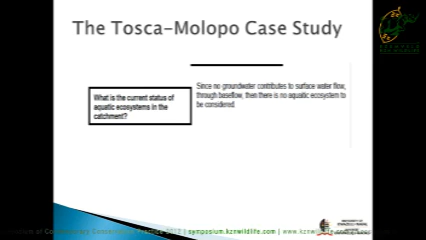 The Tosca-Molopo Case Study
Since no groundwater contributes to surface water flow,
through baseflow, then there is no aquatic ecosystem to
be considered.
What is the current status of
aquatic ecosystems in the
catchment?
symposium.kznwildlife.com